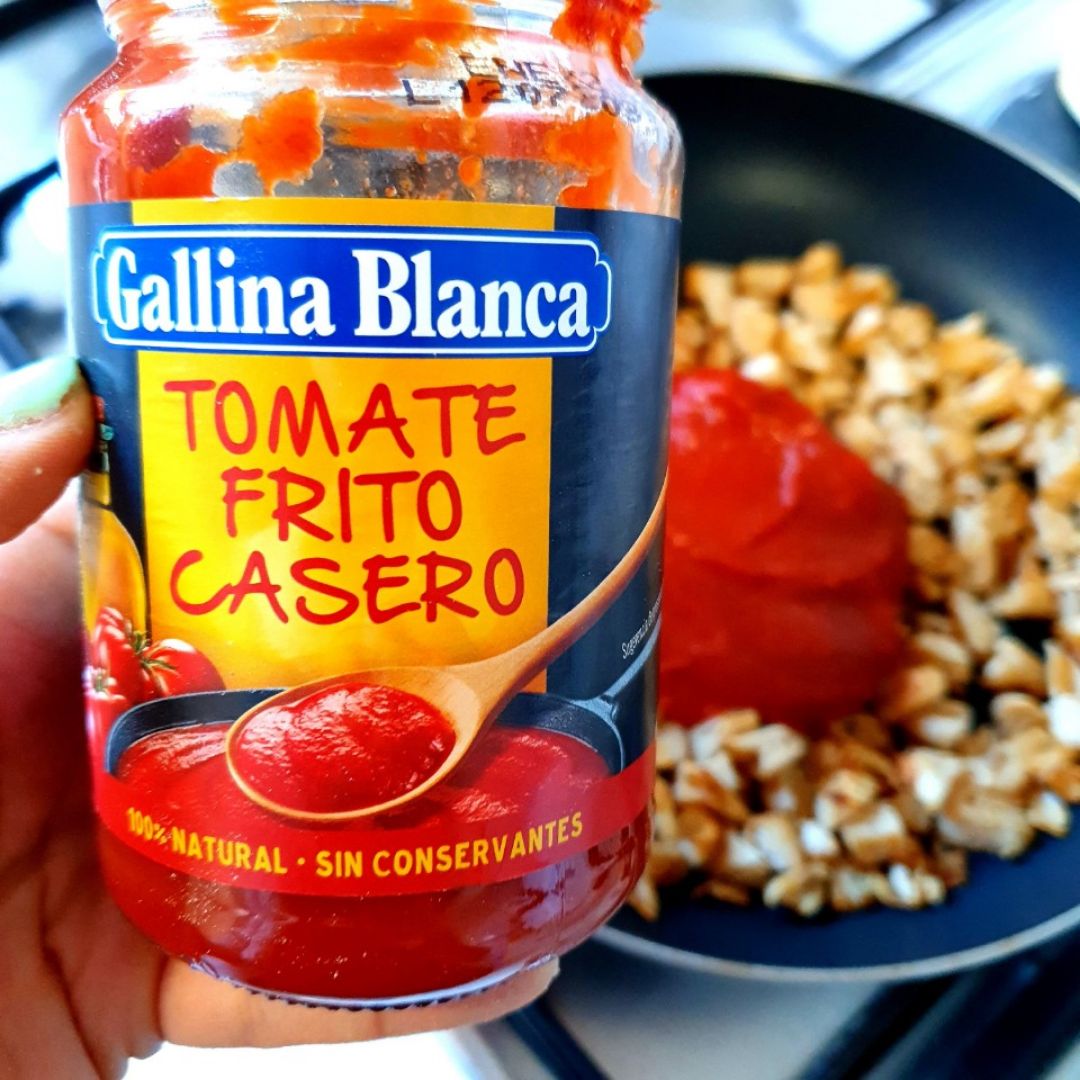 Gallina Blanca
TOMATE
FRITO
CASERO
100% NATURAL · SIN CONSERVANTES